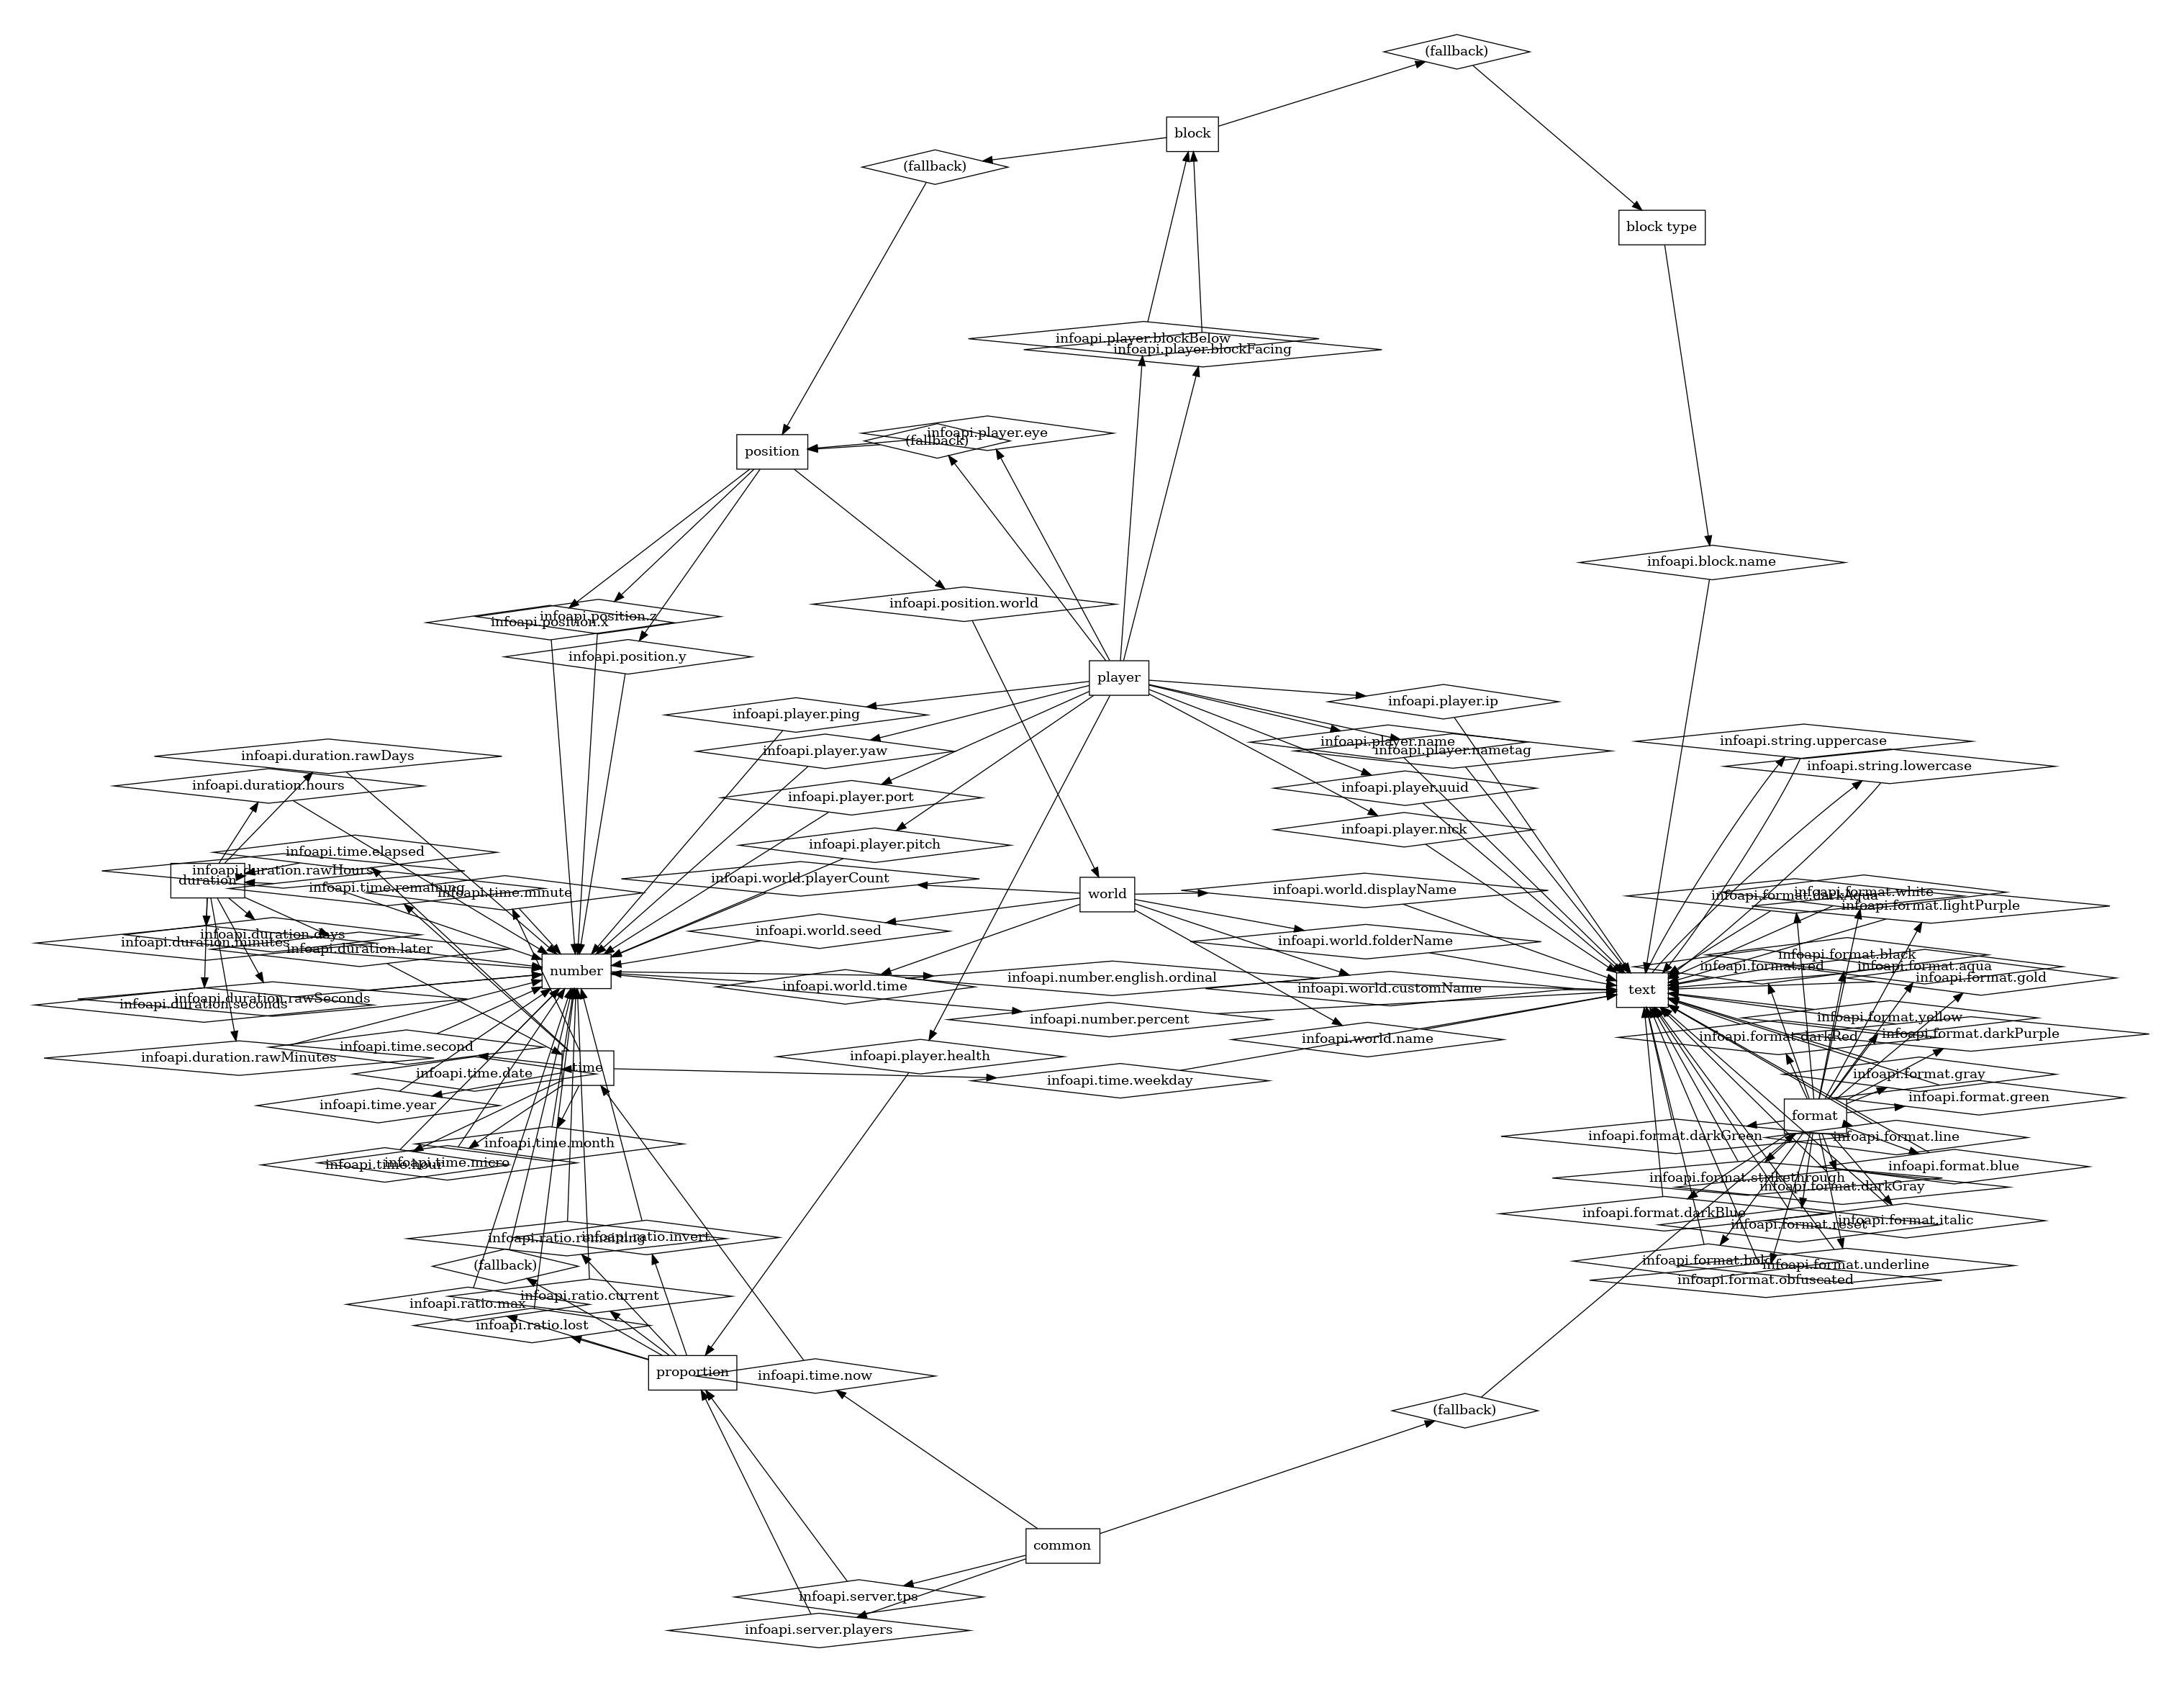 (fallback)
block
(fallback)
block type
infoapi.player.blockBelow
infoapi.player.blockFacing
infoapi.player.eye
(fallback)
position
infoapi.block.name
infoapi.position.world
infoapi.position.z
infoapi.position.x
infoapi.position.y
player
infoapi.player.ip
infoapi.player.ping
infoapi.player.name
infoapi.player.nametag
infoapi.string.uppercase
infoapi.player.yaw
infoapi.duration.rawDays
infoapi.string.lowercase
infoapi.duration.hours
infoapi.player.uuid
infoapi.player.port
infoapi.player.nick
infoapi.player.pitch
infoapi.time.elapsed
infoapi.duration.rawHours
infoapi.world.playerCount
duration
infoapi.time.remaining
infoapi.time.minute
world
infoapi.world.displayName
infoapi.format.white
infoapi.format.darkAqua
infoapi.format.lightPurple
infoapi.world.seed
infoapi.duration.days
infoapi.duration.minutes
infoapi.world.folderName
infoapi.duration.later
infoapi.format.black
infoapi.format.red
infoapi.format.aqua
number
infoapi.number.english.ordinal
infoapi.format.gold
infoapi.world.time
infoapi.world.customName
text
infoapi.duration.rawSeconds
infoapi.duration.seconds
infoapi.number.percent
infoapi.format.yellow
infoapi.format.darkPurple
infoapi.format.darkRed
infoapi.world.name
infoapi.time.second
infoapi.duration.rawMinutes
infoapi.player.health
time
infoapi.time.date
infoapi.format.gray
infoapi.time.weekday
infoapi.format.green
infoapi.time.year
format
infoapi.format.darkGreen
infoapi.format.line
infoapi.time.month
infoapi.time.hour
infoapi.time.micro
infoapi.format.blue
infoapi.format.strikethrough
infoapi.format.darkGray
infoapi.format.darkBlue
infoapi.format.reset
infoapi.format.italic
infoapi.ratio.remaining
infoapi.ratio.invert
(fallback)
infoapi.format.bold
infoapi.format.underline
infoapi.format.obfuscated
infoapi.ratio.current
infoapi.ratio.max
infoapi.ratio.lost
proportion
infoapi.time.now
(fallback)
common
infoapi.server.tps
infoapi.server.players